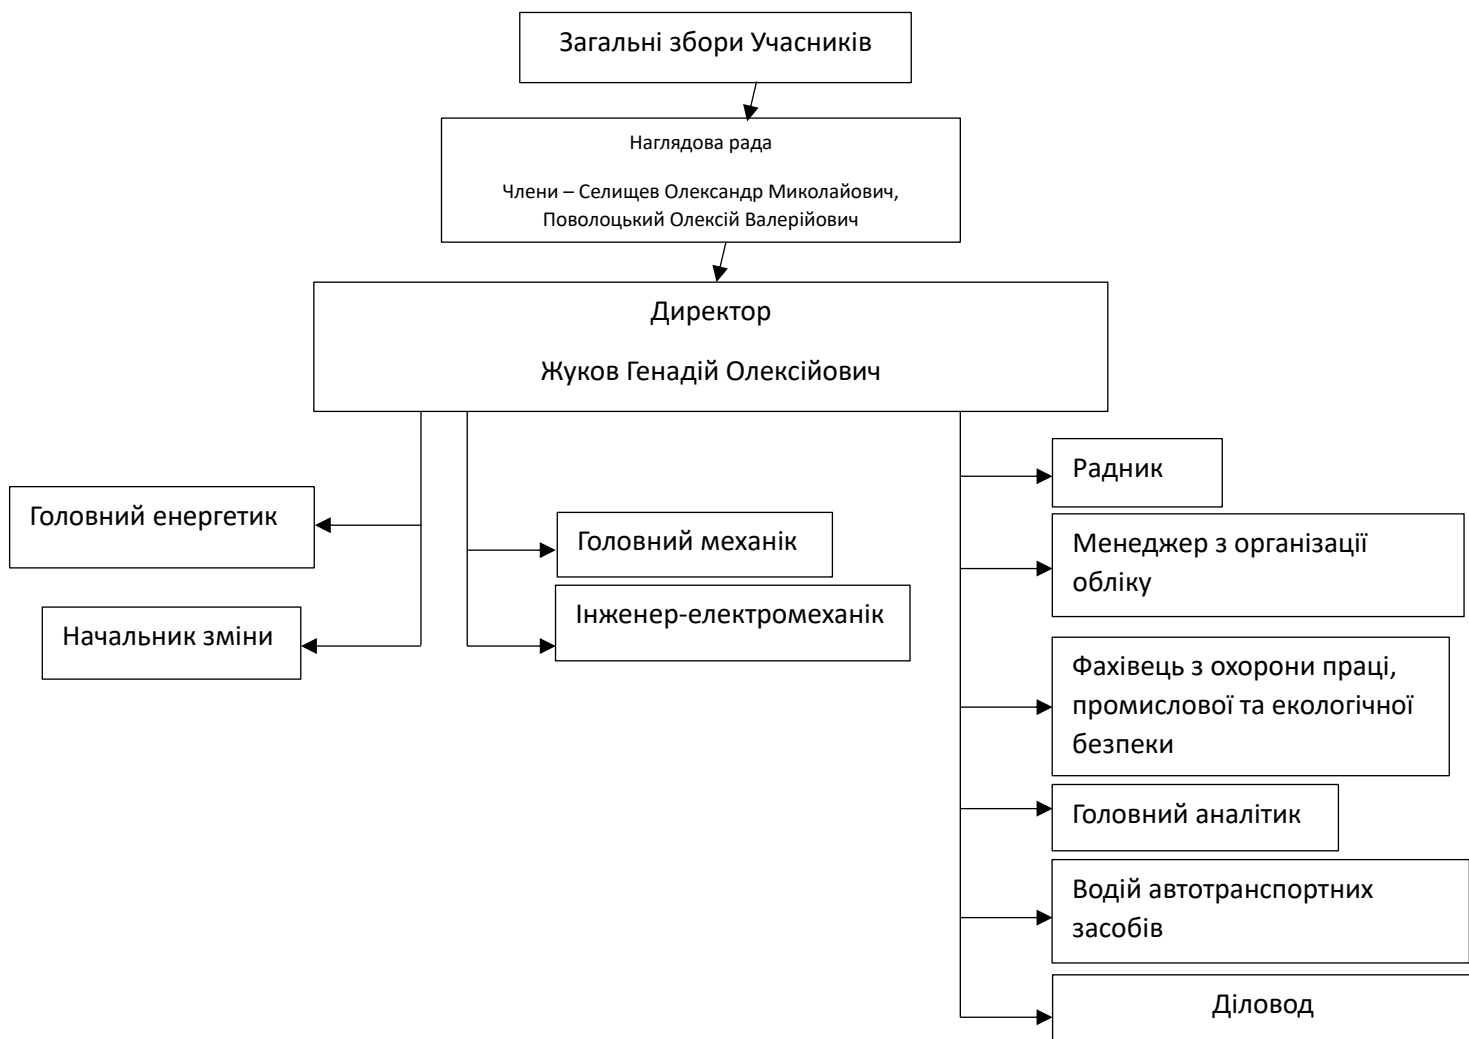 Загальні збори Учасників
Наглядова рада
Члени – Селищев Олександр Миколайович,
Поволоцький Олексій Валерійович
Директор
Жуков Генадій Олексійович
Головний енергетик
Начальник зміни
Головний механік
Інженер-електромеханік
Радник
Менеджер з організації
обліку
Фахівець з охорони праці,
промислової та екологічної
безпеки
Головний аналітик
Водій автотранспортних
засобів
Діловод